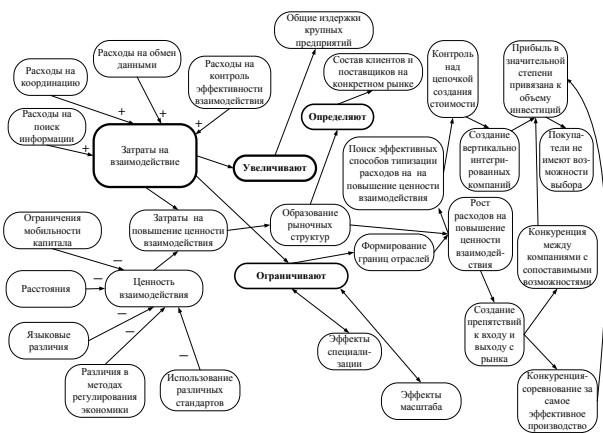 Общие издержки
крупных
предприятий
Расходы на обмен
данными
Расходы на
координацию
Расходы на
контроль
эффективности
взаимодействия
Состав клиентов и
поставщиков на
конкретном рынке
Контроль
над
цепочкой
создания
стоимости
Прибыль в
значительной
степени
привязана к
объему
инвестиций
Расходы на
поиск
информации
+
+
+
+
+
Затраты на
взаимодействие
Увеличивают
Определяют
Поиск эффективных
способов типизации
расходов на на
повышение ценности
взаимодействия
Создание
вертикально
интегри-
рованных
компаний
Покупа-
тели не
имеют воз-
можности
выбора
Ограничения
мобильности
капитала
Затраты на
повышение ценности
взаимодействия
Образование
рыночных
структур
Формирование
границ отраслей
Рост
расходов на
повышение
ценности
взаимодей-
ствия
Конкуренция
между
компаниями с
сопоставимыми
возможностями
Ограничивают
Расстояния
Ценность
взаимодействия
–
–
–
–
–
Языковые
различия
Различия в
методах
регулирования
экономики
Использование
различных
стандартов
Эффекты
специали-
зации
Эффекты
масштаба
Создание
препятствий
к входу и
выходу с
рынка
Конкуренция-
соревнование за
самое
эффективное
производство